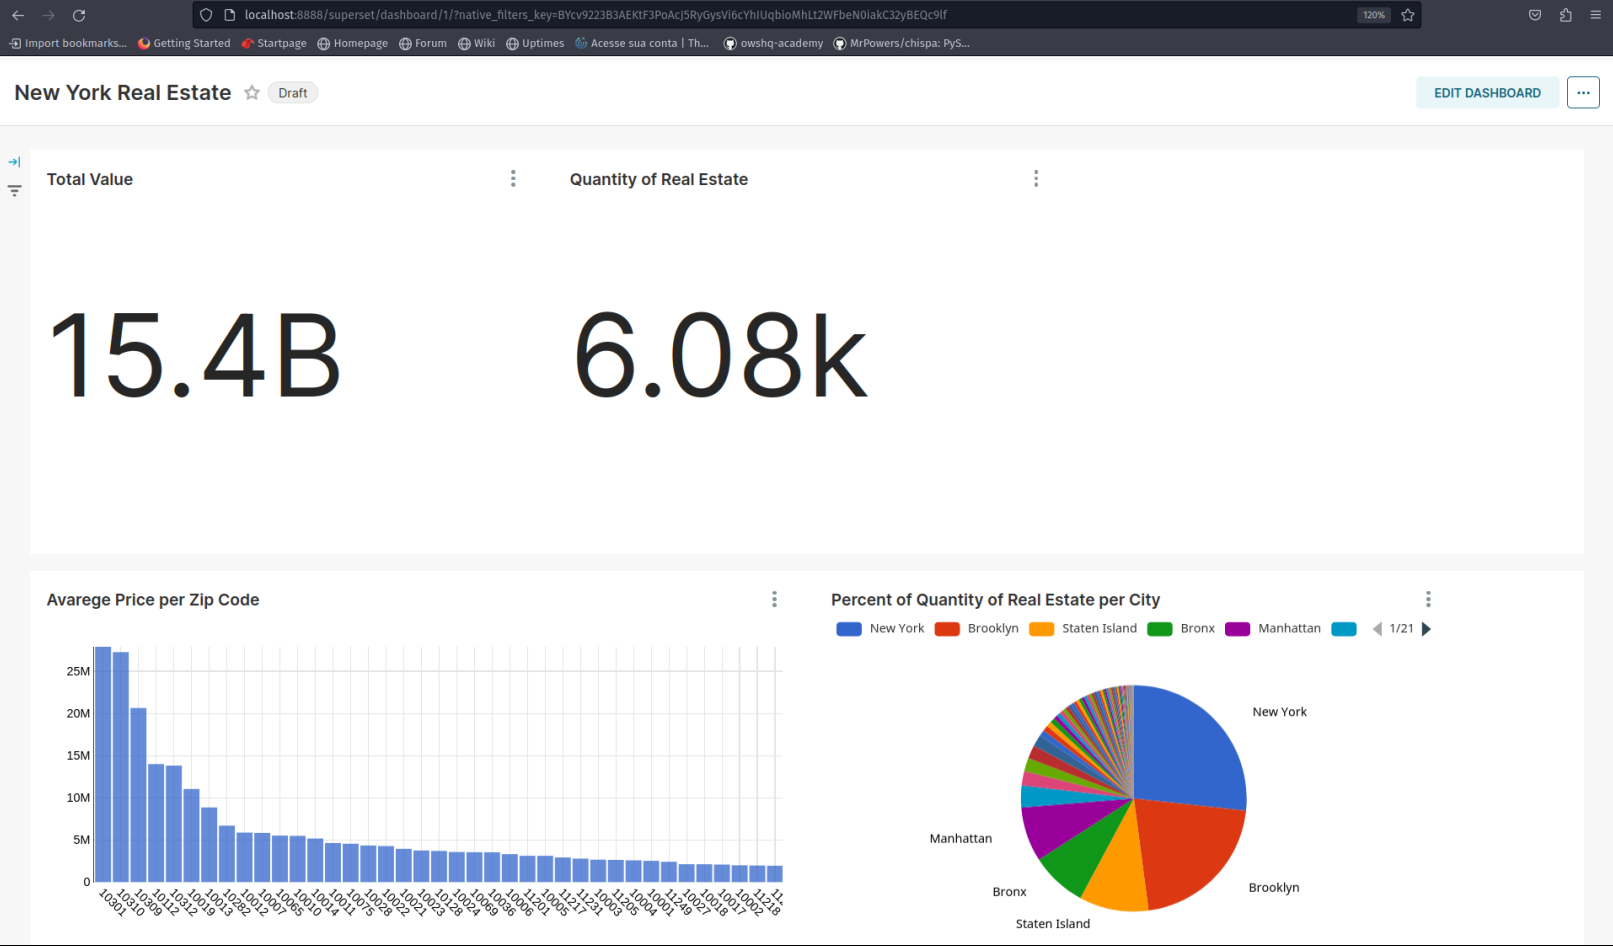 localhost:8888/superset/dashboard/1/?native_filters_key=BYcv9223B3AEKtF3PoAcJ5RyGysVi6cYhIUqbioMhLt2WFbeN0iakC32yBEQc9lf 120%
Import bookmarks... Getting Started Startpage Homepage Forum Wiki Uptimes Acesse sua conta | Th... owshq-academy MrPowers/chispa: PyS...
New York Real Estate Draft EDIT DASHBOARD
Total Value
Quantity of Real Estate
15.4B
6.08k
Avarege Price per Zip Code
25M
20M
15M
10M
5M
0
10301 10310 10309 10112 10312 10019 10013 10282 10012 10007 10065 10010 10014 10011 10075 10028 10022 10021 10023 10128 10024 10069 10036 10006 11201 10005 11217 11231 10003 11205 10004 10001 11249 10027 10018 10017 10002 11218 11...
Percent of Quantity of Real Estate per City
New York Brooklyn Staten Island Bronx Manhattan 1/21
New York
Manhattan
Brooklyn
Bronx
Staten Island